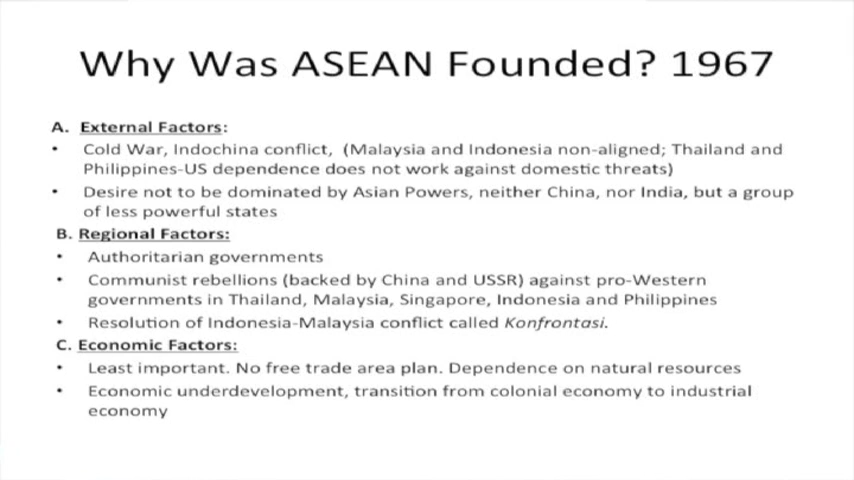 Why Was ASEAN Founded? 1967
A. External Factors:
• Cold War, Indochina conflict, (Malaysia and Indonesia non-aligned; Thailand and
Philippines-US dependence does not work against domestic threats)
• Desire not to be dominated by Asian Powers, neither China, nor India, but a group
of less powerful states
B. Regional Factors:
• Authoritarian governments
• Communist rebellions (backed by China and USSR) against pro-Western
governments in Thailand, Malaysia, Singapore, Indonesia and Philippines
• Resolution of Indonesia-Malaysia conflict called Konfrontasi.
C. Economic Factors:
• Least important. No free trade area plan. Dependence on natural resources
• Economic underdevelopment, transition from colonial economy to industrial
economy